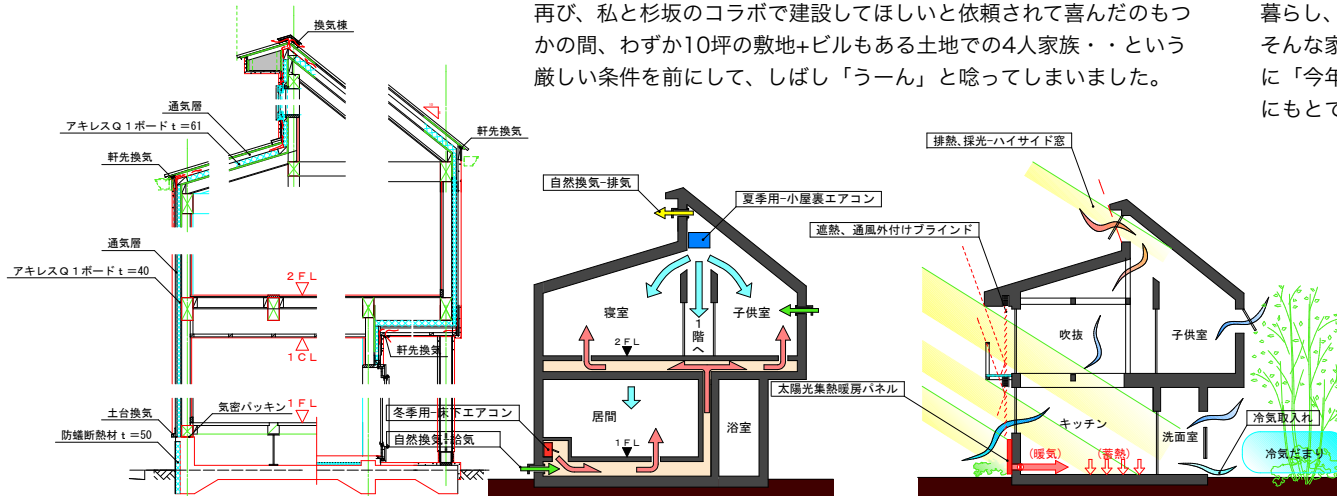 再び、私と杉坂のコラボで建設してほしいと依頼されて喜んだのもつ
かの間、わずか10坪の敷地+ビルもある土地での4人家族・・という
厳しい条件を前にして、しばし「うーん」と唸ってしまいました。
暮らし、
そんな家
に「今年
にもとて
換気棟
通気層
アキレスQ1ボードt=61
軒先換気
軒先換気
通気層
アキレスQ1ボードt=40
2FL
1CL
軒先換気
1FL
土台換気
気密パッキン
防蟻断熱材t=50
自然換気-排気
夏季用-小屋裏エアコン
寝室
子供室
1階へ
2FL
居間
浴室
1FL
冬季用-床下エアコン
自然換気-給気
排熱、採光-ハイサイド窓
遮熱、通風外付けブラインド
吹抜
子供室
太陽光集熱暖房パネル
キッチン
洗面室
冷気取入れ
(暖気)
(蓄熱)
冷気だまり